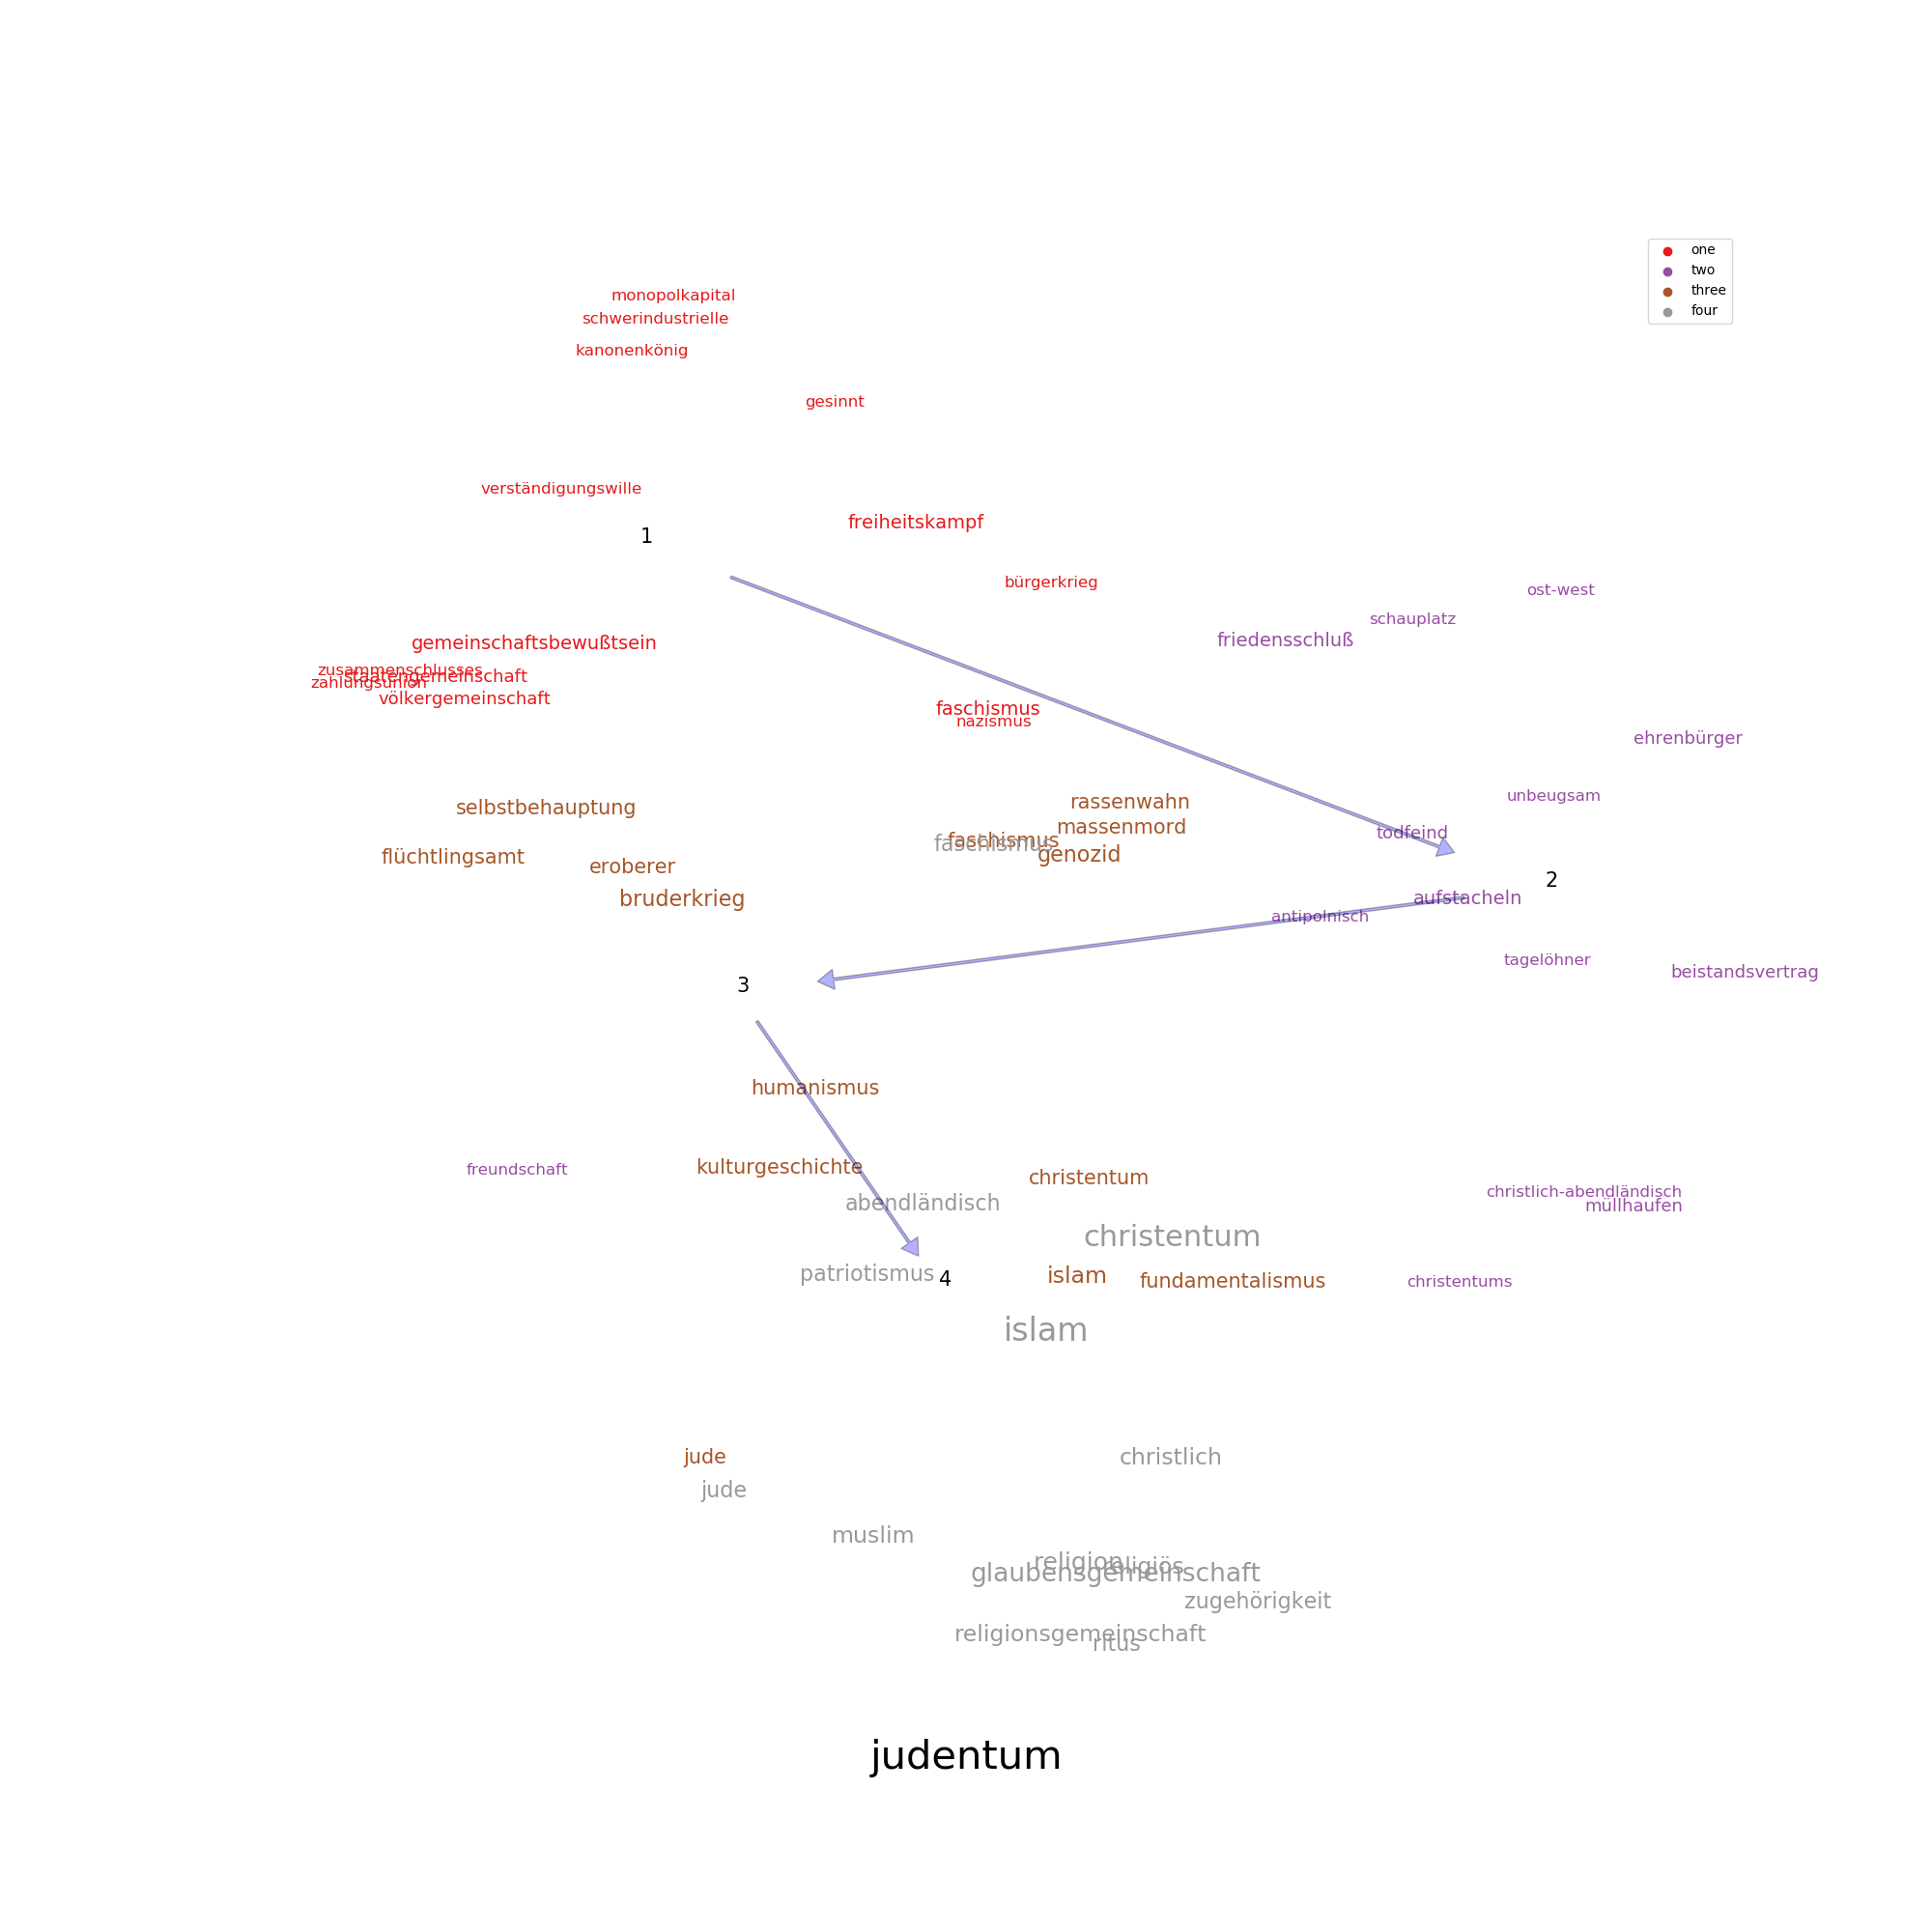 one
two
three
four
monopolkapital
schwerindustrielle
kanonenkönig
gesinnt
verständigungswille
freiheitskampf
1
bürgerkrieg
ost-west
schauplatz
friedensschluß
gemeinschaftsbewußtsein
zusammenschlusses
staatengemeinschaft
zahlungsunion
völkergemeinschaft
faschismus
nazismus
ehrenbürger
unbeugsam
rassenwahn
selbstbehauptung
massenmord
todfeind
faschismus
faschismus
genozid
flüchtlingsamt
eroberer
2
bruderkrieg
aufstacheln
antipolnisch
tagelöhner
beistandsvertrag
3
humanismus
kulturgeschichte
freundschaft
christentum
christlich-abendländisch
abendländisch
müllhaufen
christentum
patriotismus
4
islam
fundamentalismus
christentums
islam
jude
christlich
jude
muslim
religion
religiös
glaubensgemeinschaft
zugehörigkeit
religionsgemeinschaft
ritus
judentum